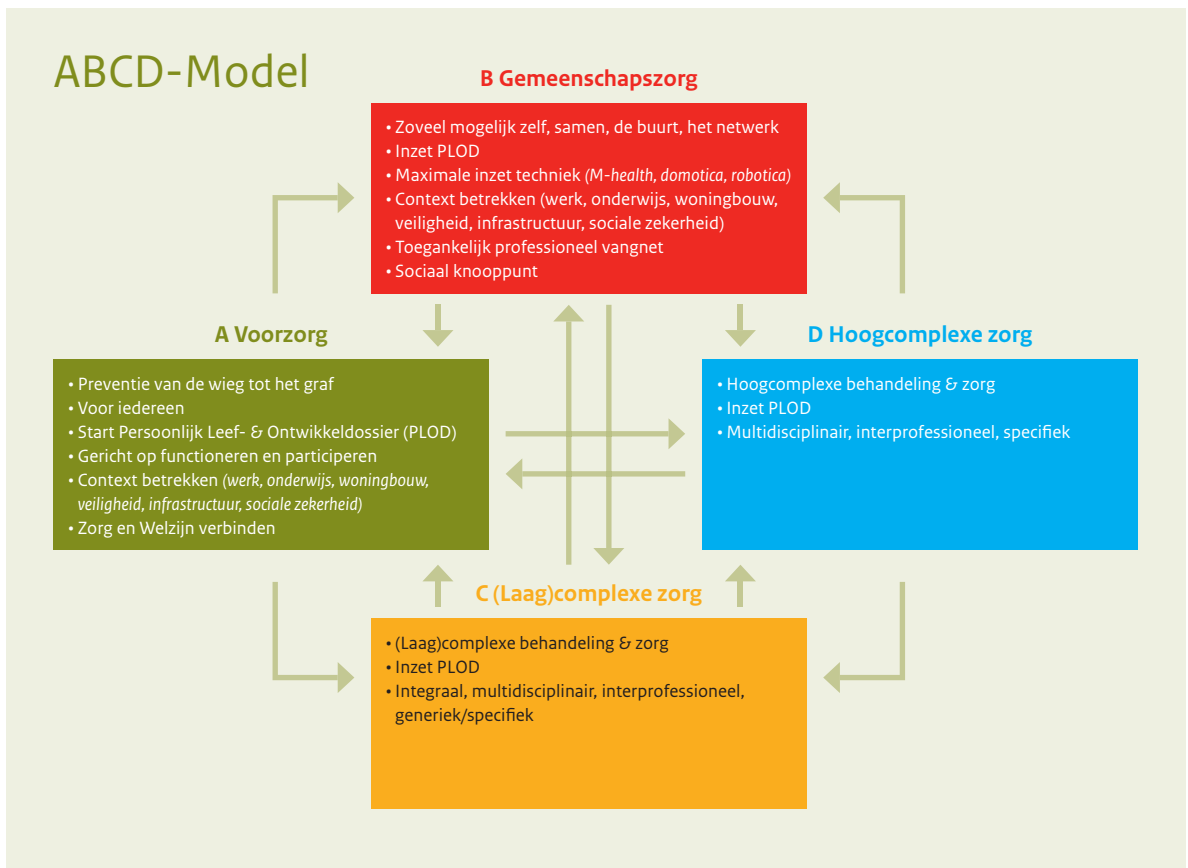 ABCD-Model
B Gemeenschapszorg
• Zoveel mogelijk zelf, samen, de buurt, het netwerk
• Inzet PLOD
• Maximale inzet techniek (M-health, domotica, robotica)
• Context betrekken (werk, onderwijs, woningbouw,
veiligheid, infrastructuur, sociale zekerheid)
• Toegankelijk professioneel vangnet
• Sociaal knooppunt
A Voorzorg
• Preventie van de wieg tot het graf
• Voor iedereen
• Start Persoonlijk Leef- & Ontwikkeldossier (PLOD)
• Gericht op functioneren en participeren
• Context betrekken (werk, onderwijs, woningbouw,
veiligheid, infrastructuur, sociale zekerheid)
• Zorg en Welzijn verbinden
D Hoogcomplexe zorg
• Hoogcomplexe behandeling & zorg
• Inzet PLOD
• Multidisciplinair, interprofessioneel, specifiek
C (Laag)complexe zorg
• (Laag)complexe behandeling & zorg
• Inzet PLOD
• Integraal, multidisciplinair, interprofessioneel,
generiek/specifiek